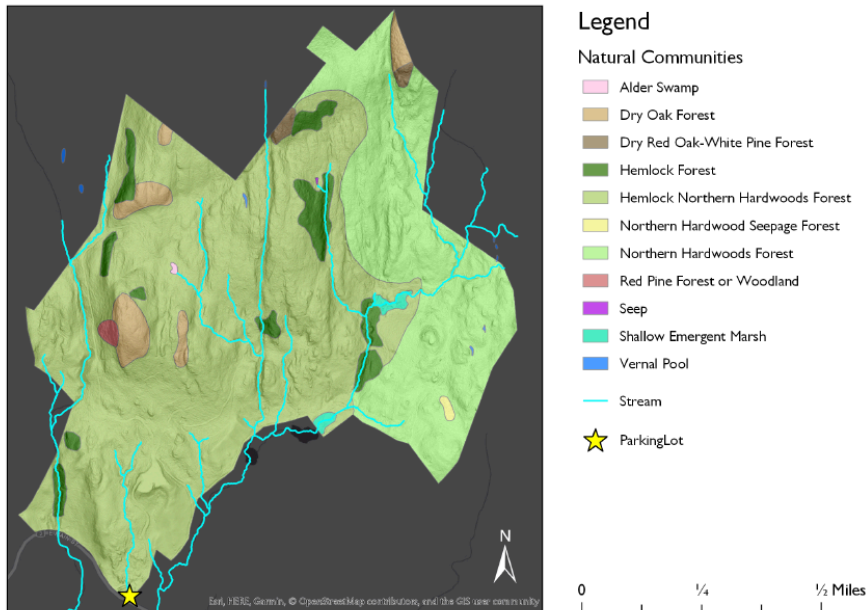 Legend
Natural Communities
Alder Swamp
Dry Oak Forest
Dry Red Oak-White Pine Forest
Hemlock Forest
Hemlock Northern Hardwoods Forest
Northern Hardwood Seepage Forest
Northern Hardwoods Forest
Red Pine Forest or Woodland
Seep
Shallow Emergent Marsh
Vernal Pool
Stream
ParkingLot
N
Esri, HERE, Garmin, © OpenStreetMap contributors, and the GIS user community
0 ¼ ½ Miles